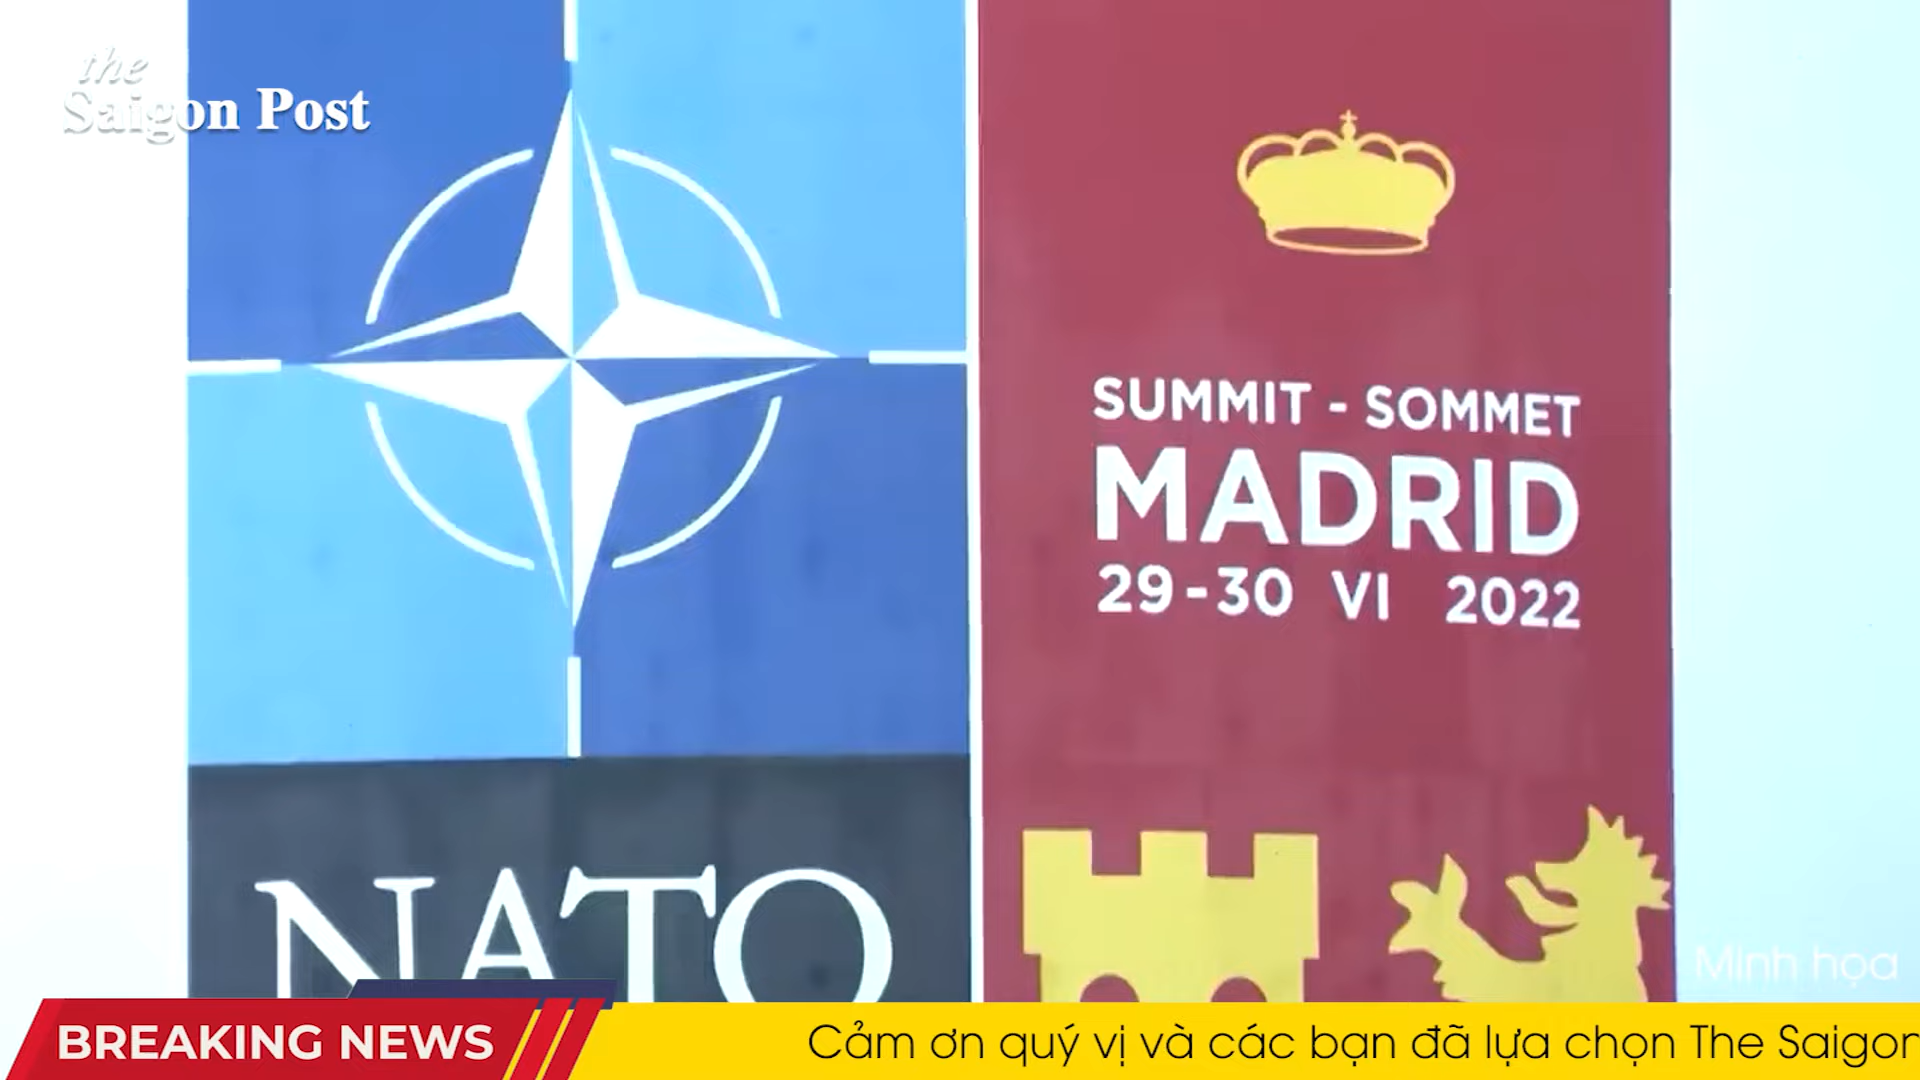 the
Saigon Post
SUMMIT - SOMMET
MADRID
29-30 VI 2022
NATO
Minh họa
BREAKING NEWS
Cảm ơn quý vị và các bạn đã lựa chọn The Saigon